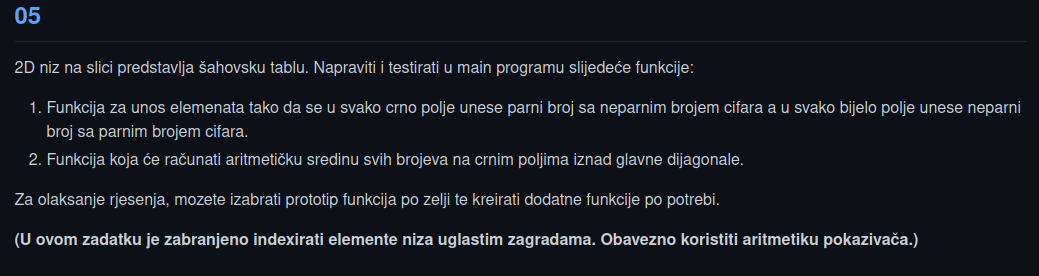 05
2D niz na slici predstavlja šahovsku tablu. Napraviti i testirati u main programu slijedeće funkcije:
1. Funkcija za unos elemenata tako da se u svako crno polje unese parni broj sa neparnim brojem cifara a u svako bijelo polje unese neparni
broj sa parnim brojem cifara.
2. Funkcija koja će računati aritmetičku sredinu svih brojeva na crnim poljima iznad glavne dijagonale.
Za olaksanje rjesenja, mozete izabrati prototip funkcija po zelji te kreirati dodatne funkcije po potrebi.
(U ovom zadatku je zabranjeno indexirati elemente niza uglastim zagradama. Obavezno koristiti aritmetiku pokazivača.)